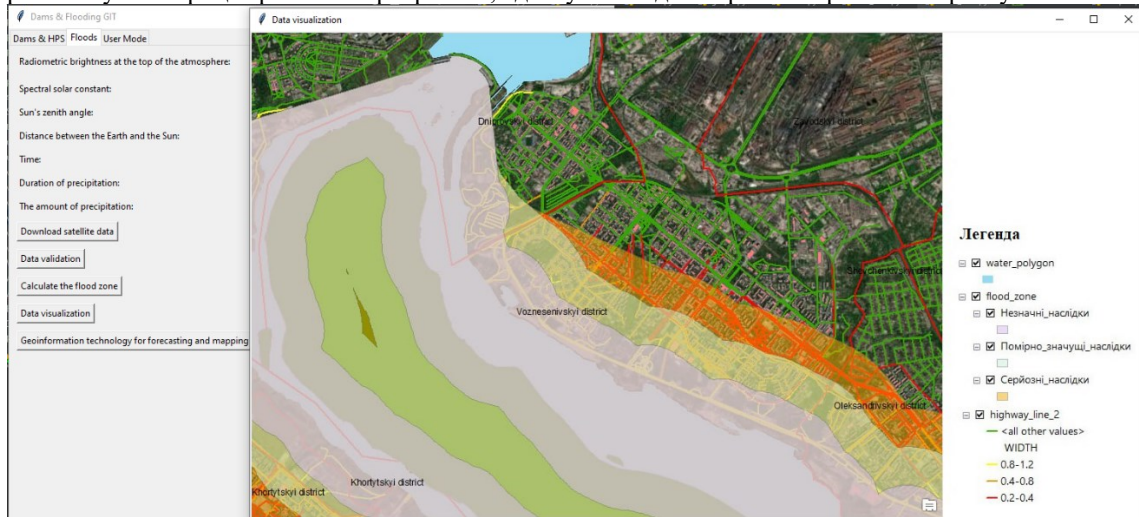 Dams & Flooding GIT
Dams & HPS Floods User Mode
Radiometric brightness at the top of the atmosphere:
Spectral solar constant:
Sun's zenith angle:
Distance between the Earth and the Sun:
Time:
Duration of precipitation:
The amount of precipitation:
Download satellite data
Data validation
Calculate the flood zone
Data visualization
Geoinformation technology for forecasting and mapping
Data visualization
Dniprovskyi district
Zavodskyi district
Shevchenkivskyi district
Voznesenivskyi district
Oleksandrivskyi district
Khortytskyi district
Khortytskyi district
Легенда
water_polygon
flood_zone
Незначні_наслідки
Помірно_значущі_наслідки
Серйозні_наслідки
highway_line_2
<all other values>
WIDTH
0.8-1.2
0.4-0.8
0.2-0.4